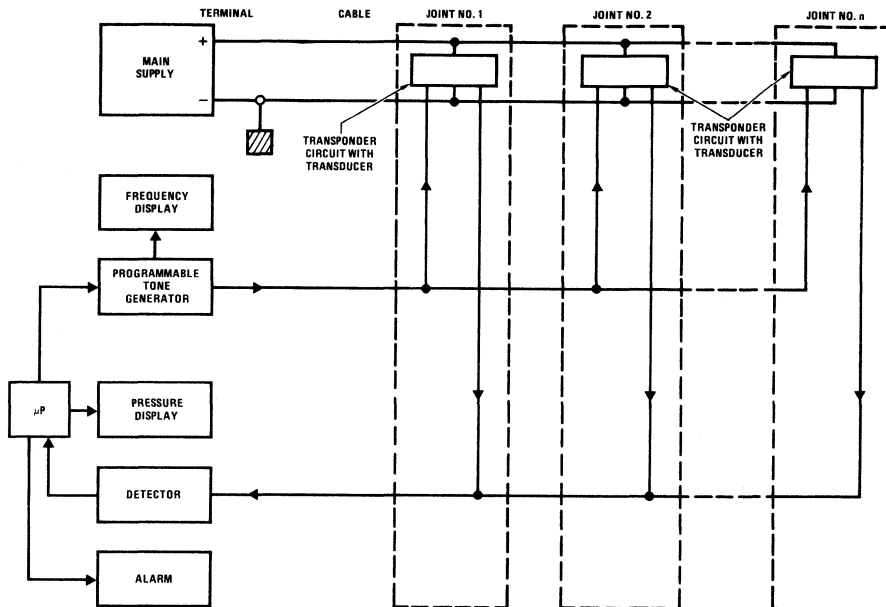 TERMINAL
CABLE
JOINT NO. 1
JOINT NO. 2
JOINT NO. n
MAIN
SUPPLY
+
−
TRANSPONDER
CIRCUIT WITH
TRANSDUCER
TRANSPONDER
CIRCUIT WITH
TRANSDUCER
FREQUENCY
DISPLAY
PROGRAMMABLE
TONE
GENERATOR
μP
PRESSURE
DISPLAY
DETECTOR
ALARM